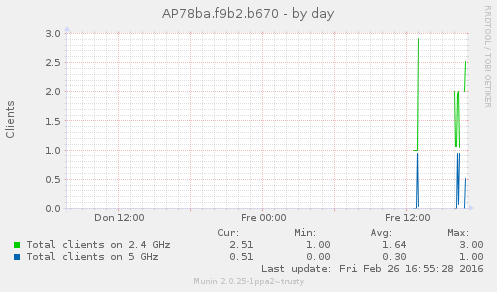 AP78ba.f9b2.b670 - by day
RRDTOOL / TOBI OETIKER
Clients
3.0
2.5
2.0
1.5
1.0
0.5
0.0
Don 12:00 Fre 00:00 Fre 12:00
Cur: Min: Avg: Max:
Total clients on 2.4 GHz 2.51 1.00 1.64 3.00
Total clients on 5 GHz 0.51 0.00 0.30 1.00
Last update: Fri Feb 26 16:55:28 2016
Munin 2.0.25-1ppa2~trusty